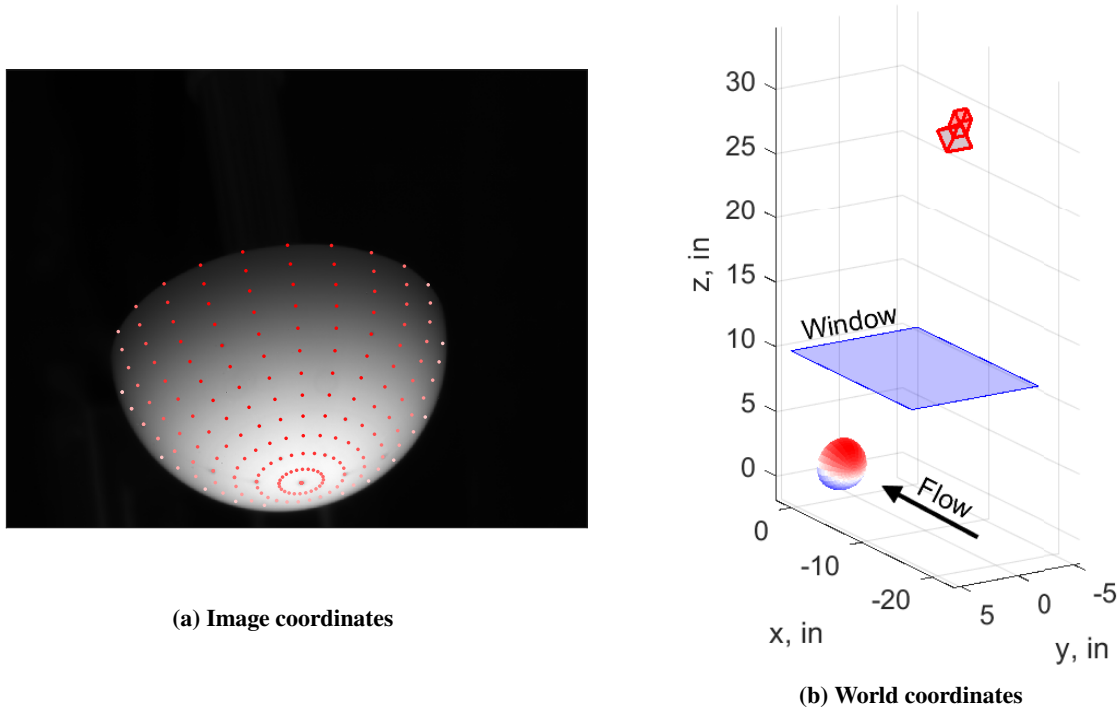 30
25
20
15
10
5
0
z, in
Window
Flow
0
-10
-20
x, in
5
0
-5
y, in
(a) Image coordinates
(b) World coordinates